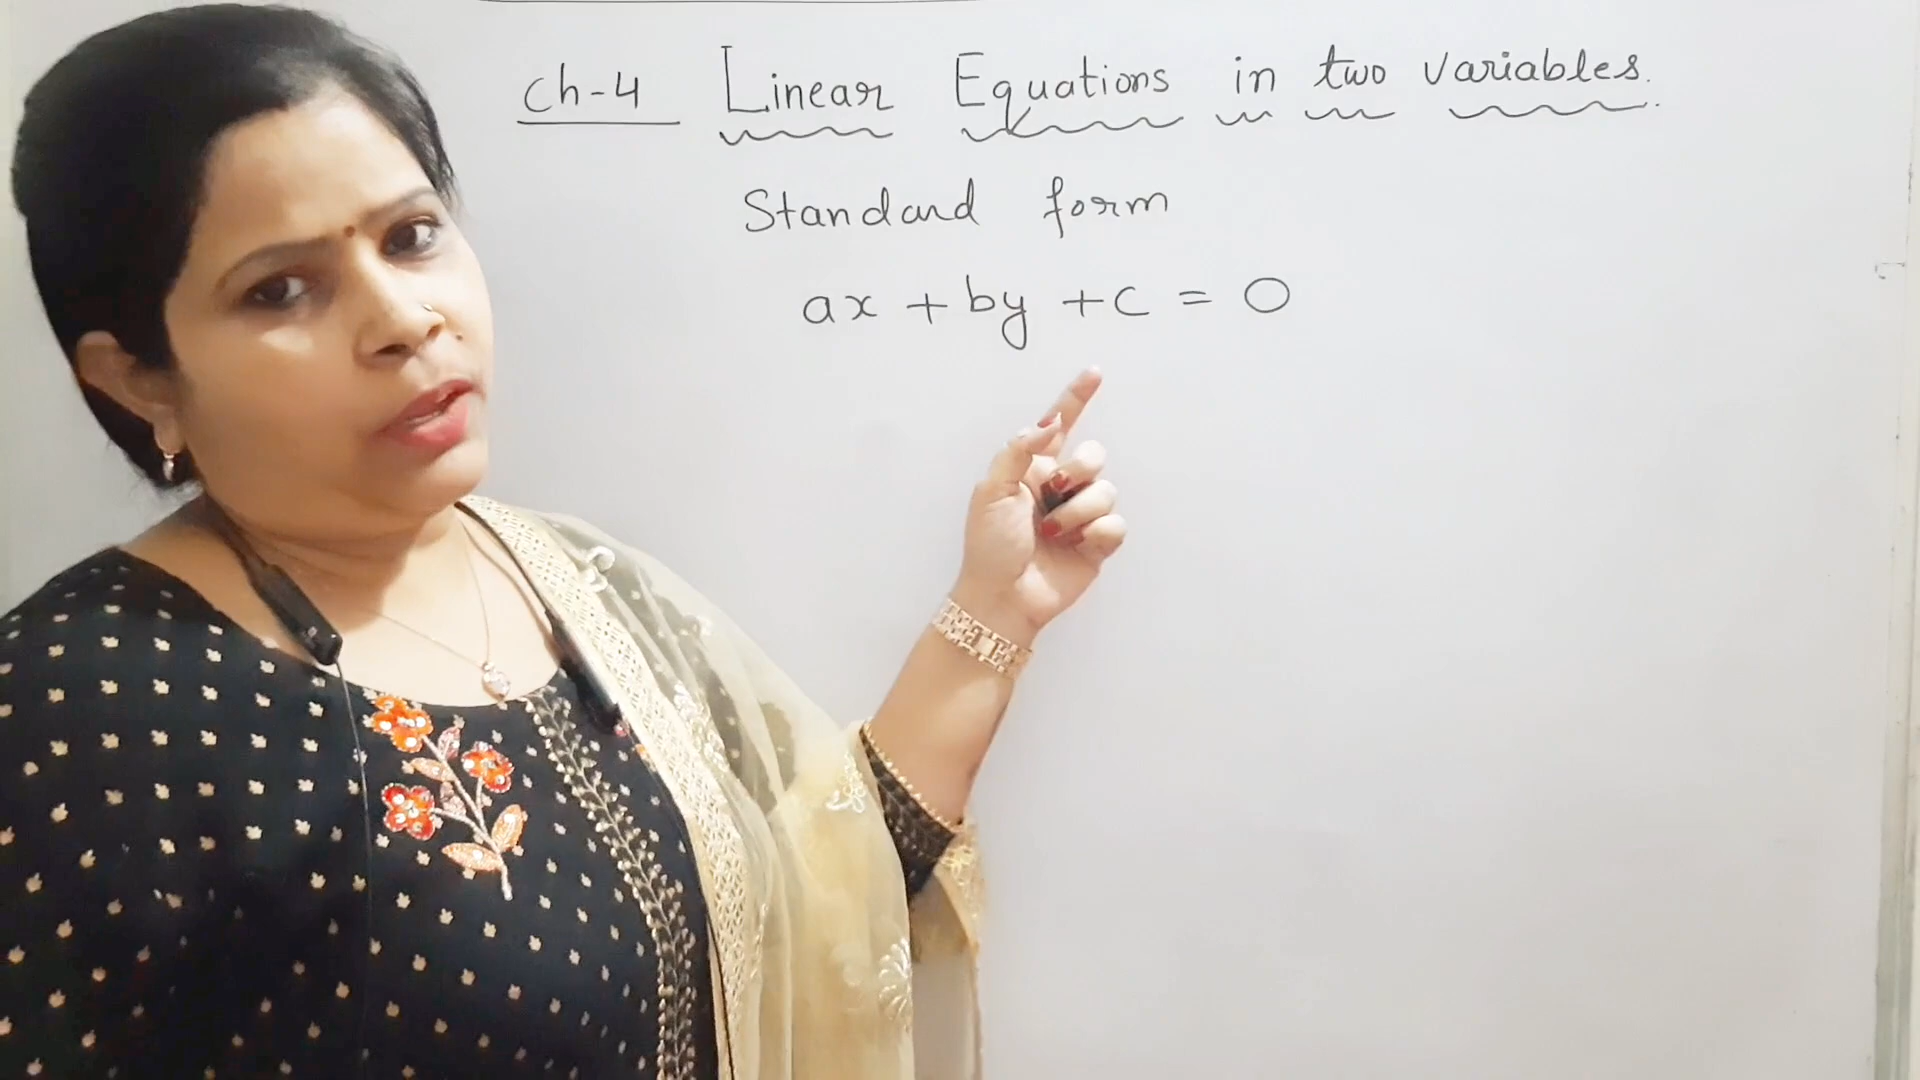 Ch-4 Linear Equations in two variables.
Standard form
ax + by + c = 0